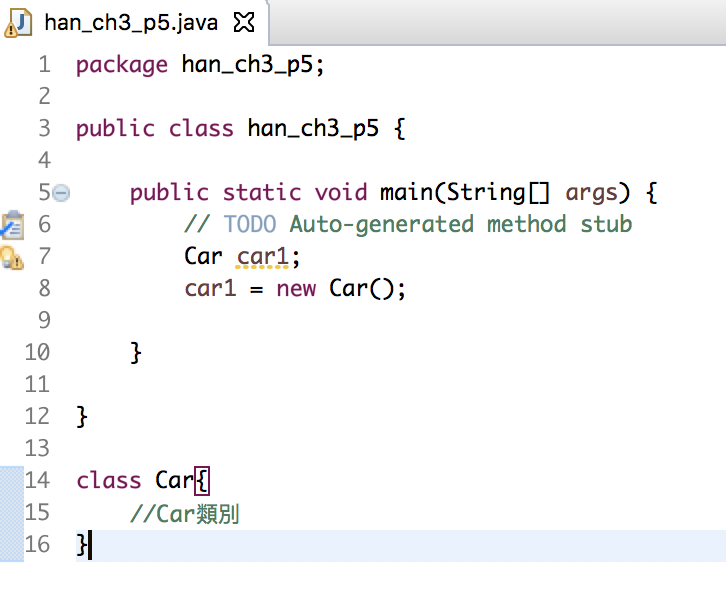 han_ch3_p5.java
1 package han_ch3_p5;
2
3 public class han_ch3_p5 {
4
5 public static void main(String[] args) {
6 // TODO Auto-generated method stub
7 Car car1;
8 car1 = new Car();
9
10 }
11
12 }
13
14 class Car{
15 //Car類別
16 }